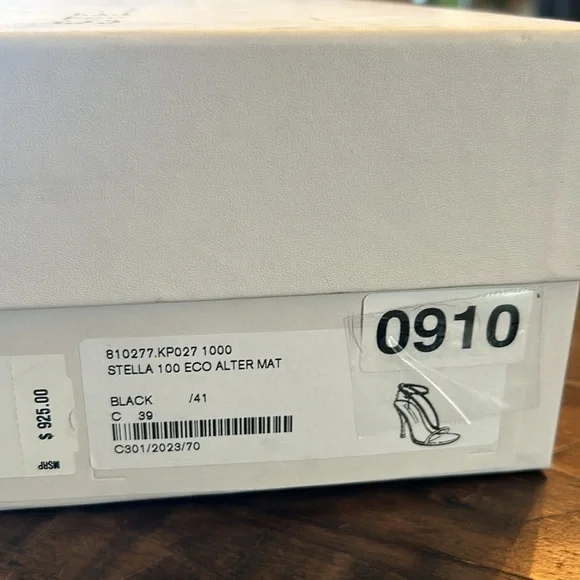 810277.KP027 1000
STELLA 100 ECO ALTER MAT
BLACK /41
C 39
C301/2023/70
0910
$ 925.00
MSRP